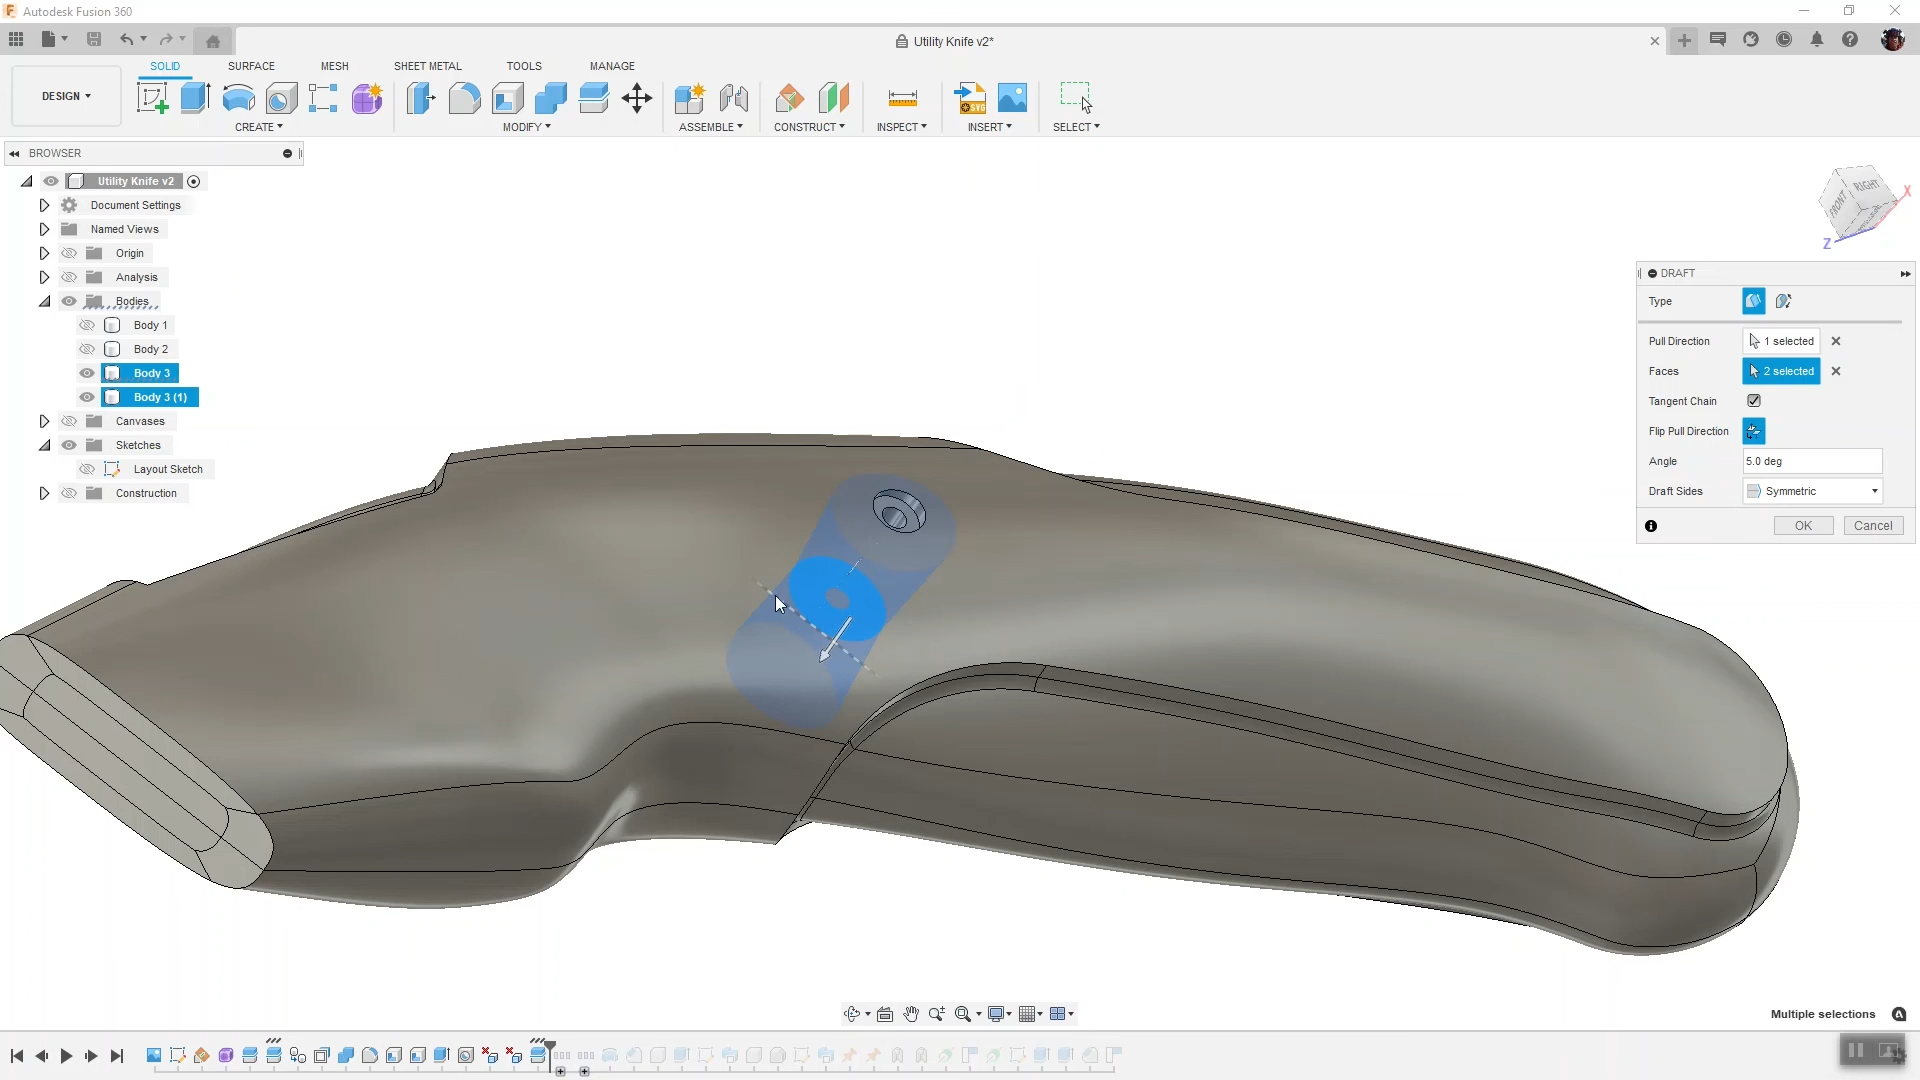 Autodesk Fusion 360
Utility Knife v2*
DESIGN
SOLID SURFACE MESH SHEET METAL TOOLS MANAGE
CREATE MODIFY ASSEMBLE CONSTRUCT INSPECT INSERT SELECT
SVG
BROWSER
Utility Knife v2
Document Settings
Named Views
Origin
Analysis
Bodies
Body 1
Body 2
Body 3
Body 3 (1)
Canvases
Sketches
Layout Sketch
Construction
FRONT RIGHT
X
Z
DRAFT
Type
Pull Direction 1 selected
Faces 2 selected
Tangent Chain
Flip Pull Direction
Angle 5.0 deg
Draft Sides Symmetric
OK Cancel
Multiple selections